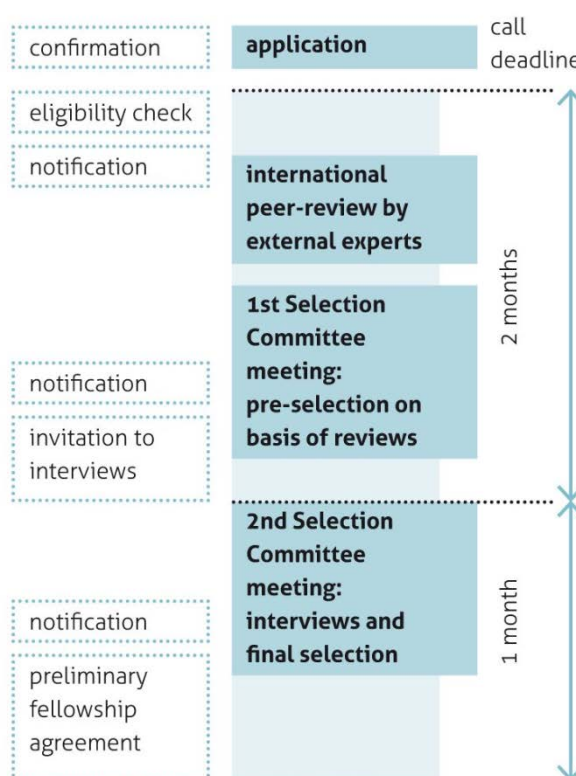 confirmation
application
call
deadline
eligibility check
notification
international
peer-review by
external experts
2 months
1st Selection
Committee
meeting:
pre-selection on
basis of reviews
notification
invitation to
interviews
2nd Selection
Committee
meeting:
interviews and
final selection
1 month
notification
preliminary
fellowship
agreement